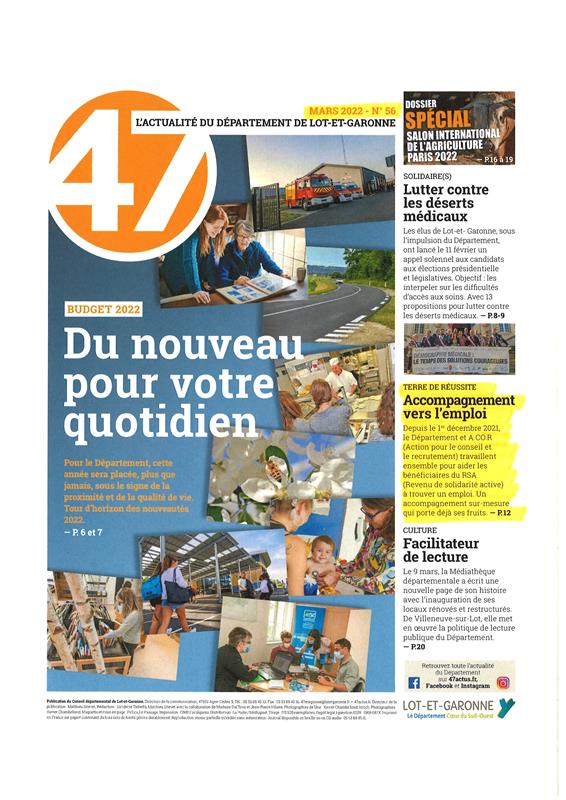 47
MARS 2022 - N° 56
L'ACTUALITÉ DU DÉPARTEMENT DE LOT-ET-GARONNE
BUDGET 2022
Du nouveau
pour votre
quotidien
Pour le Département, cette
année sera placée, plus que
jamais, sous le signe de la
proximité et de la qualité de vie.
Tour d'horizon des nouveautés
2022.
— P. 6 et 7
DOSSIER
SPÉCIAL
SALON INTERNATIONAL
DE L'AGRICULTURE
PARIS 2022
— P.16 à 19
SOLIDAIRE(S)
Lutter contre
les déserts
médicaux
Les élus de Lot-et- Garonne, sous
l'impulsion du Département,
ont lancé le 11 février un
appel solennel aux candidats
aux élections présidentielle
et législatives. Objectif : les
interpeler sur les difficultés
d'accès aux soins. Avec 13
propositions pour lutter contre
les déserts médicaux. — P.8-9
DÉMOGRAPHIE MÉDICALE :
LE TEMPS DES SOLUTIONS COURAGEUSES
TERRE DE RÉUSSITE
Accompagnement
vers l'emploi
Depuis le 1er décembre 2021,
le Département et A CO.R
(Action pour le conseil et
le recrutement) travaillent
ensemble pour aider les
bénéficiaires du RSA
(Revenu de solidarité active)
à trouver un emploi. Un
accompagnement sur-mesure
qui porte déjà ses fruits. — P.12
CULTURE
Facilitateur
de lecture
Le 9 mars, la Médiathèque
départementale a écrit une
nouvelle page de son histoire
avec l'inauguration de ses
locaux rénovés et restructurés.
De Villeneuve-sur-Lot, elle met
en œuvre la politique de lecture
publique du Département.
— P.20
Retrouvez toute l'actualité
du Département
sur 47actus.fr,
Facebook et Instagram
LOT-ET-GARONNE
Le Département Cœur du Sud-Ouest
Publication du Conseil départemental de Lot-et-Garonne.